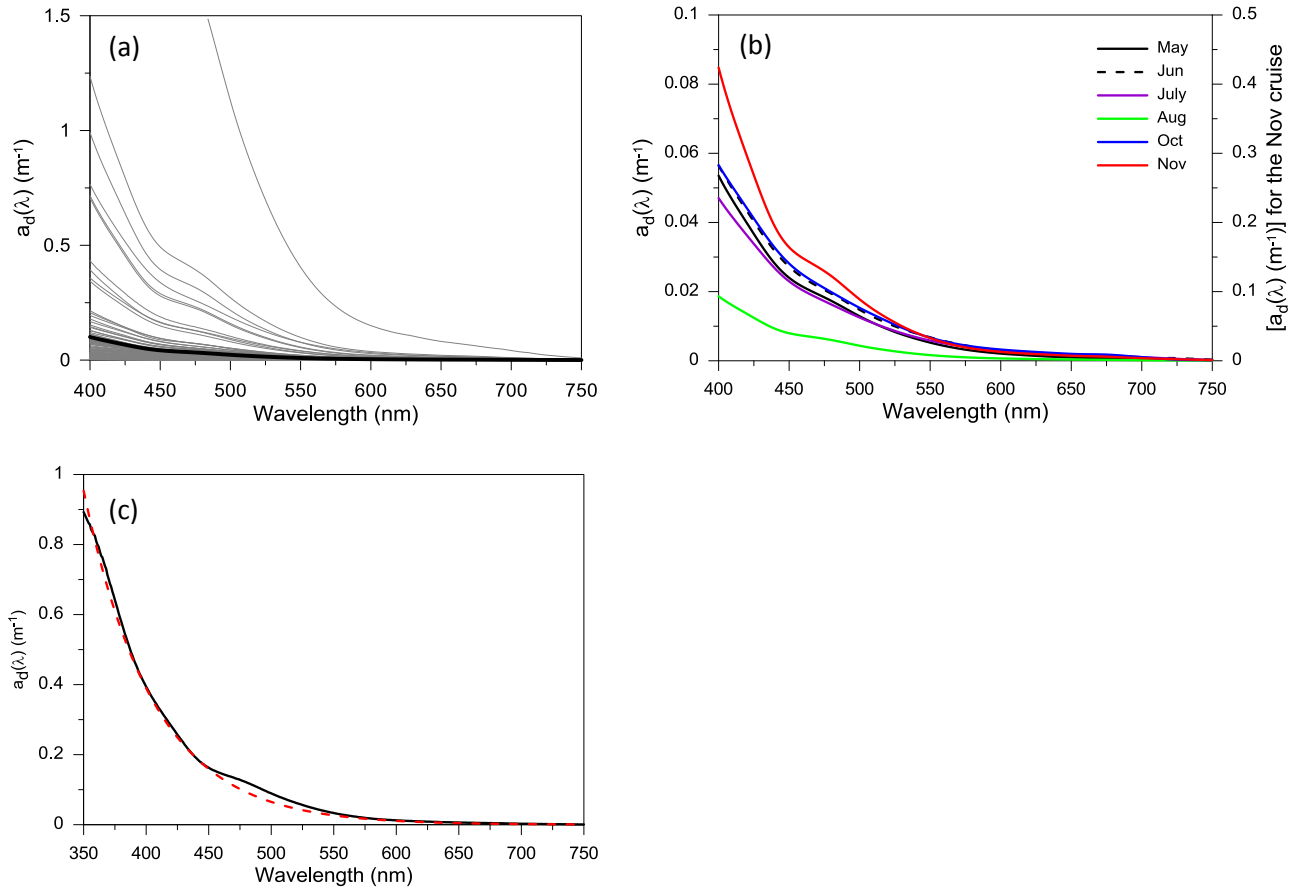 (a)
1.5
1
0.5
0
a_d(λ) (m⁻¹)
400 450 500 550 600 650 700 750
Wavelength (nm)
(b)
0.1
0.08
0.06
0.04
0.02
0
a_d(λ) (m⁻¹)
May
Jun
July
Aug
Oct
Nov
0.5
0.4
0.3
0.2
0.1
0
[a_d(λ) (m⁻¹)] for the Nov cruise
400 450 500 550 600 650 700 750
Wavelength (nm)
(c)
1
0.8
0.6
0.4
0.2
0
a_d(λ) (m⁻¹)
350 400 450 500 550 600 650 700 750
Wavelength (nm)